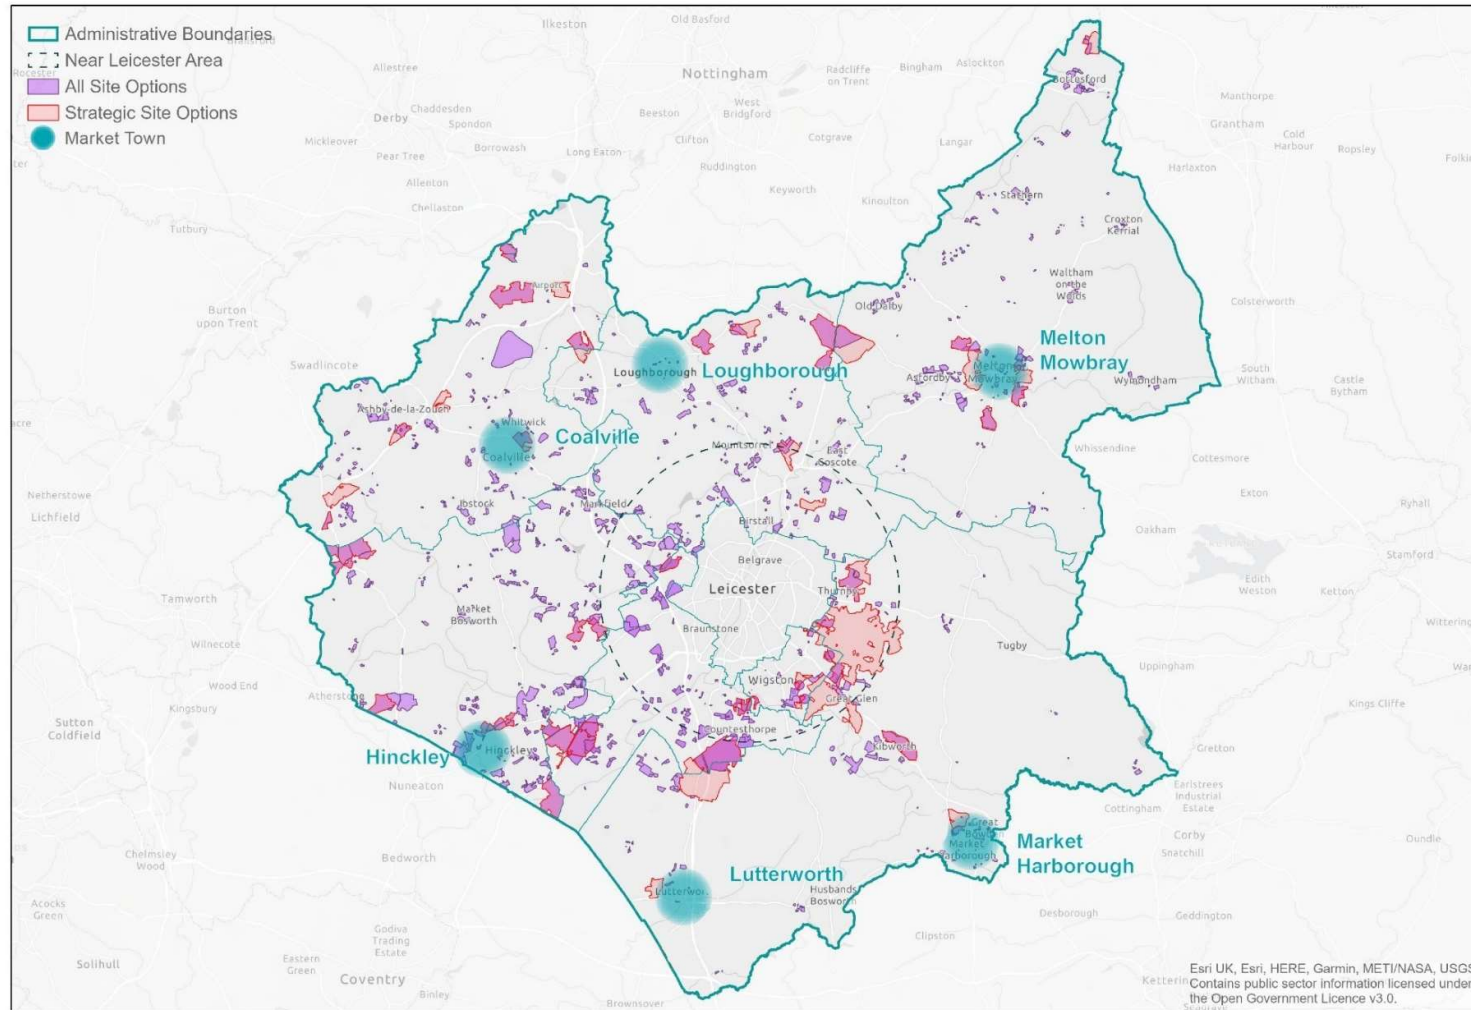 Administrative Boundaries
Near Leicester Area
All Site Options
Strategic Site Options
Market Town
Ilkeston
Old Basford
Allestree
Nottingham
Radcliffe
on Trent
Bingham
Aslockton
Bottesford
Manthorpe
Chaddesden
Derby
Spondon
Beeston
West
Bridgford
Grantham
Cold
Harbour
Ropsley
Mickleover
Borrowash
Clifton
Cotgrave
Langar
Pear Tree
Long Eaton
Ruddington
Harlaxton
Allenton
Keyworth
Stathern
Chellaston
Kinoulton
Croxton
Kerrial
Tutbury
Waltham
on the
Wolds
Airport
Old Dalby
Colsterworth
Burton
upon Trent
Melton
Mowbray
Swadlincote
Loughborough
Loughborough
Melton
Mowbray
Asfordby
Wymondham
South
Witham
Castle
Bytham
Ashby-de-la-Zouch
Whitwick
Coalville
Coalville
Mountsorrel
East
Goscote
Whissendine
Cottesmore
Netherstowe
Lichfield
Ibstock
Markfield
Exton
Ryhall
Birstall
Oakham
Stamford
Belgrave
Leicester
Edith
Weston
Ketton
Tamworth
Market
Bosworth
Braunstone
Wilnecote
Tugby
Uppingham
Wood End
Atherstone
Wigston
Great Glen
Kingsbury
Kings Cliffe
Sutton
Coldfield
Countesthorpe
Hinckley
Hinckley
Kibworth
Gretton
Nuneaton
Cottingham
Earlstrees
Industrial
Estate
Great
Bowden
Market
Harborough
Market
Harborough
Corby
Snatchill
Oundle
Chelmsley
Wood
Bedworth
Lutterworth
Husbands
Bosworth
Acocks
Green
Desborough
Geddington
Godiva
Trading
Estate
Clipston
Eastern
Green
Solihull
Coventry
Binley
Brownsover
Esri UK, Esri, HERE, Garmin, METI/NASA, USGS
Contains public sector information licensed under
the Open Government Licence v3.0.